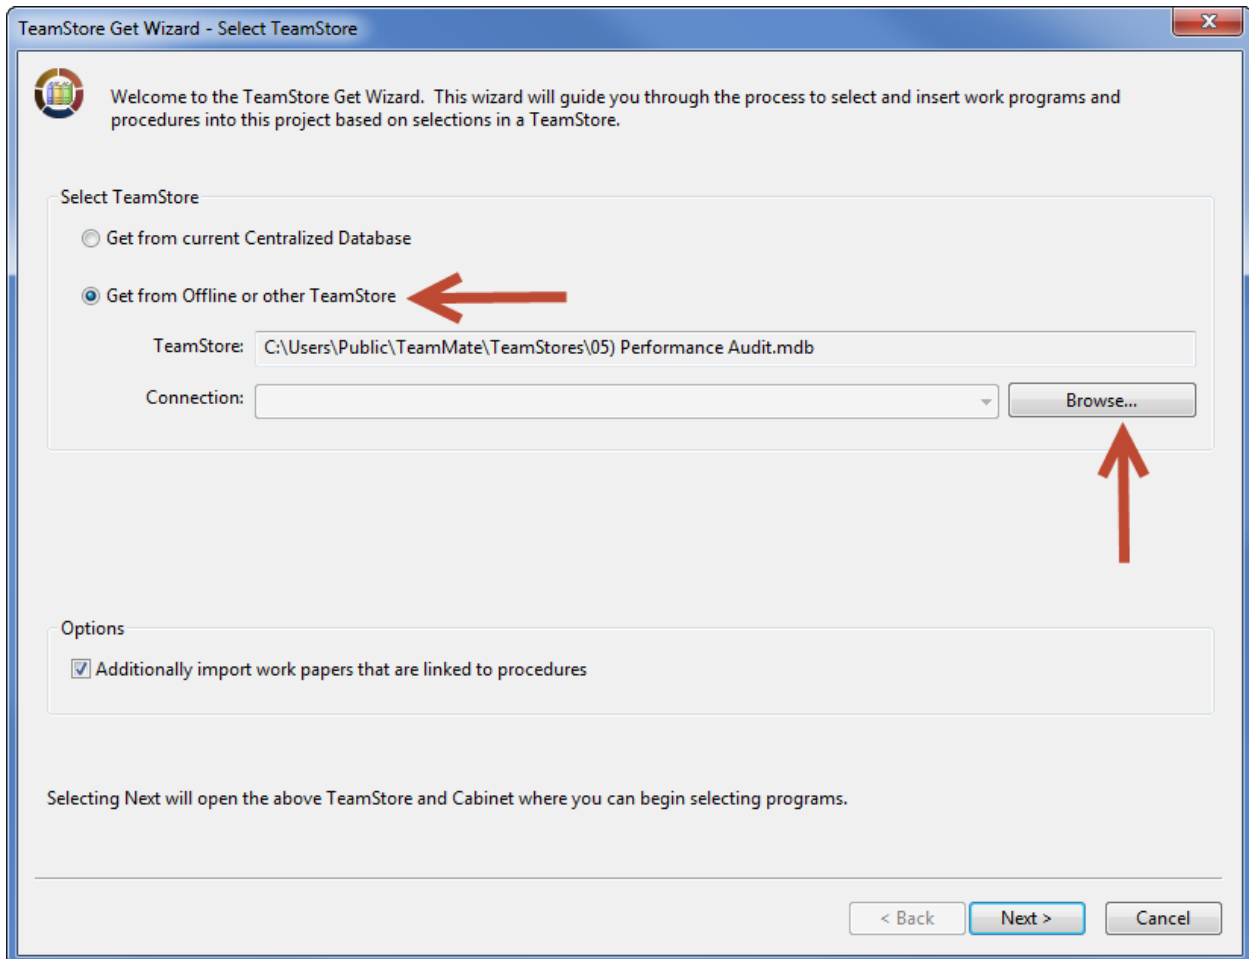 TeamStore Get Wizard - Select TeamStore
Welcome to the TeamStore Get Wizard.  This wizard will guide you through the process to select and insert work programs and
procedures into this project based on selections in a TeamStore.
Select TeamStore
Get from current Centralized Database
Get from Offline or other TeamStore
TeamStore: C:\Users\Public\TeamMate\TeamStores\05) Performance Audit.mdb
Connection:
Browse...
Options
Additionally import work papers that are linked to procedures
Selecting Next will open the above TeamStore and Cabinet where you can begin selecting programs.
< Back Next > Cancel